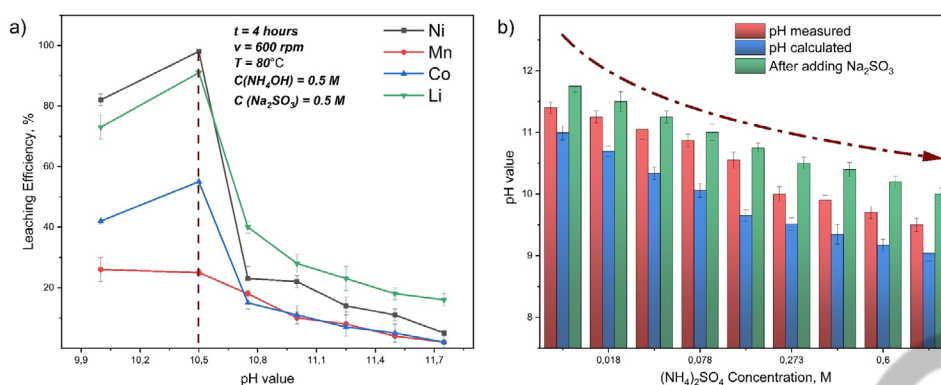 a)
t = 4 hours
v = 600 rpm
T = 80°C
C(NH₄OH) = 0.5 M
C (Na₂SO₃) = 0.5 M
Ni
Mn
Co
Li
Leaching Efficiency, %
100
80
60
40
20
9,9 10,2 10,5 10,8 11,1 11,4 11,7
pH value
b)
pH measured
pH calculated
After adding Na₂SO₃
pH value
12
11
10
9
8
0,018 0,078 0,273 0,6
(NH4)₂SO4 Concentration, M